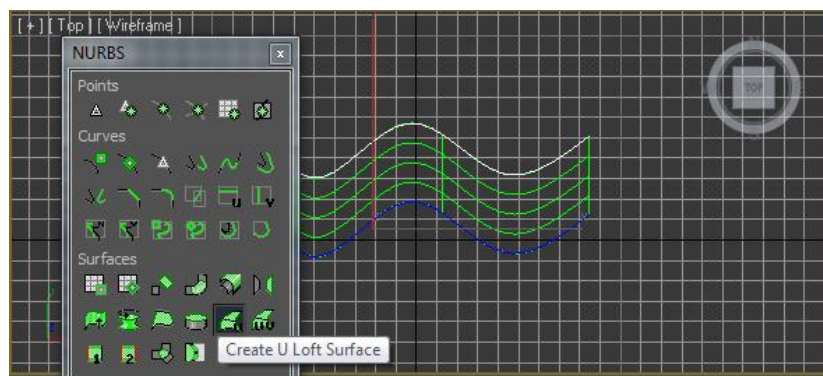 [ + ] [ Top ] [ Wireframe ]
NURBS
x
Points
TOP
Curves
Surfaces
Create U Loft Surface